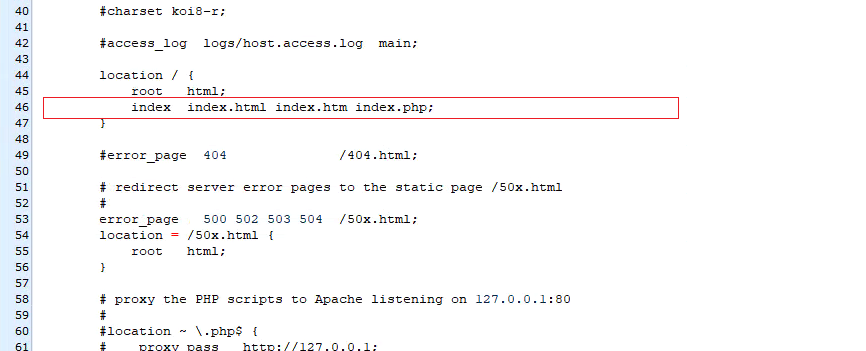 40 #charset koi8-r;
41
42 #access_log  logs/host.access.log  main;
43
44 location / {
45     root   html;
46     index  index.html index.htm index.php;
47 }
48
49 #error_page  404              /404.html;
50
51 # redirect server error pages to the static page /50x.html
52 #
53 error_page   500 502 503 504  /50x.html;
54 location = /50x.html {
55     root   html;
56 }
57
58 # proxy the PHP scripts to Apache listening on 127.0.0.1:80
59 #
60 #location ~ \.php$ {
61 #    proxy_pass   http://127.0.0.1;